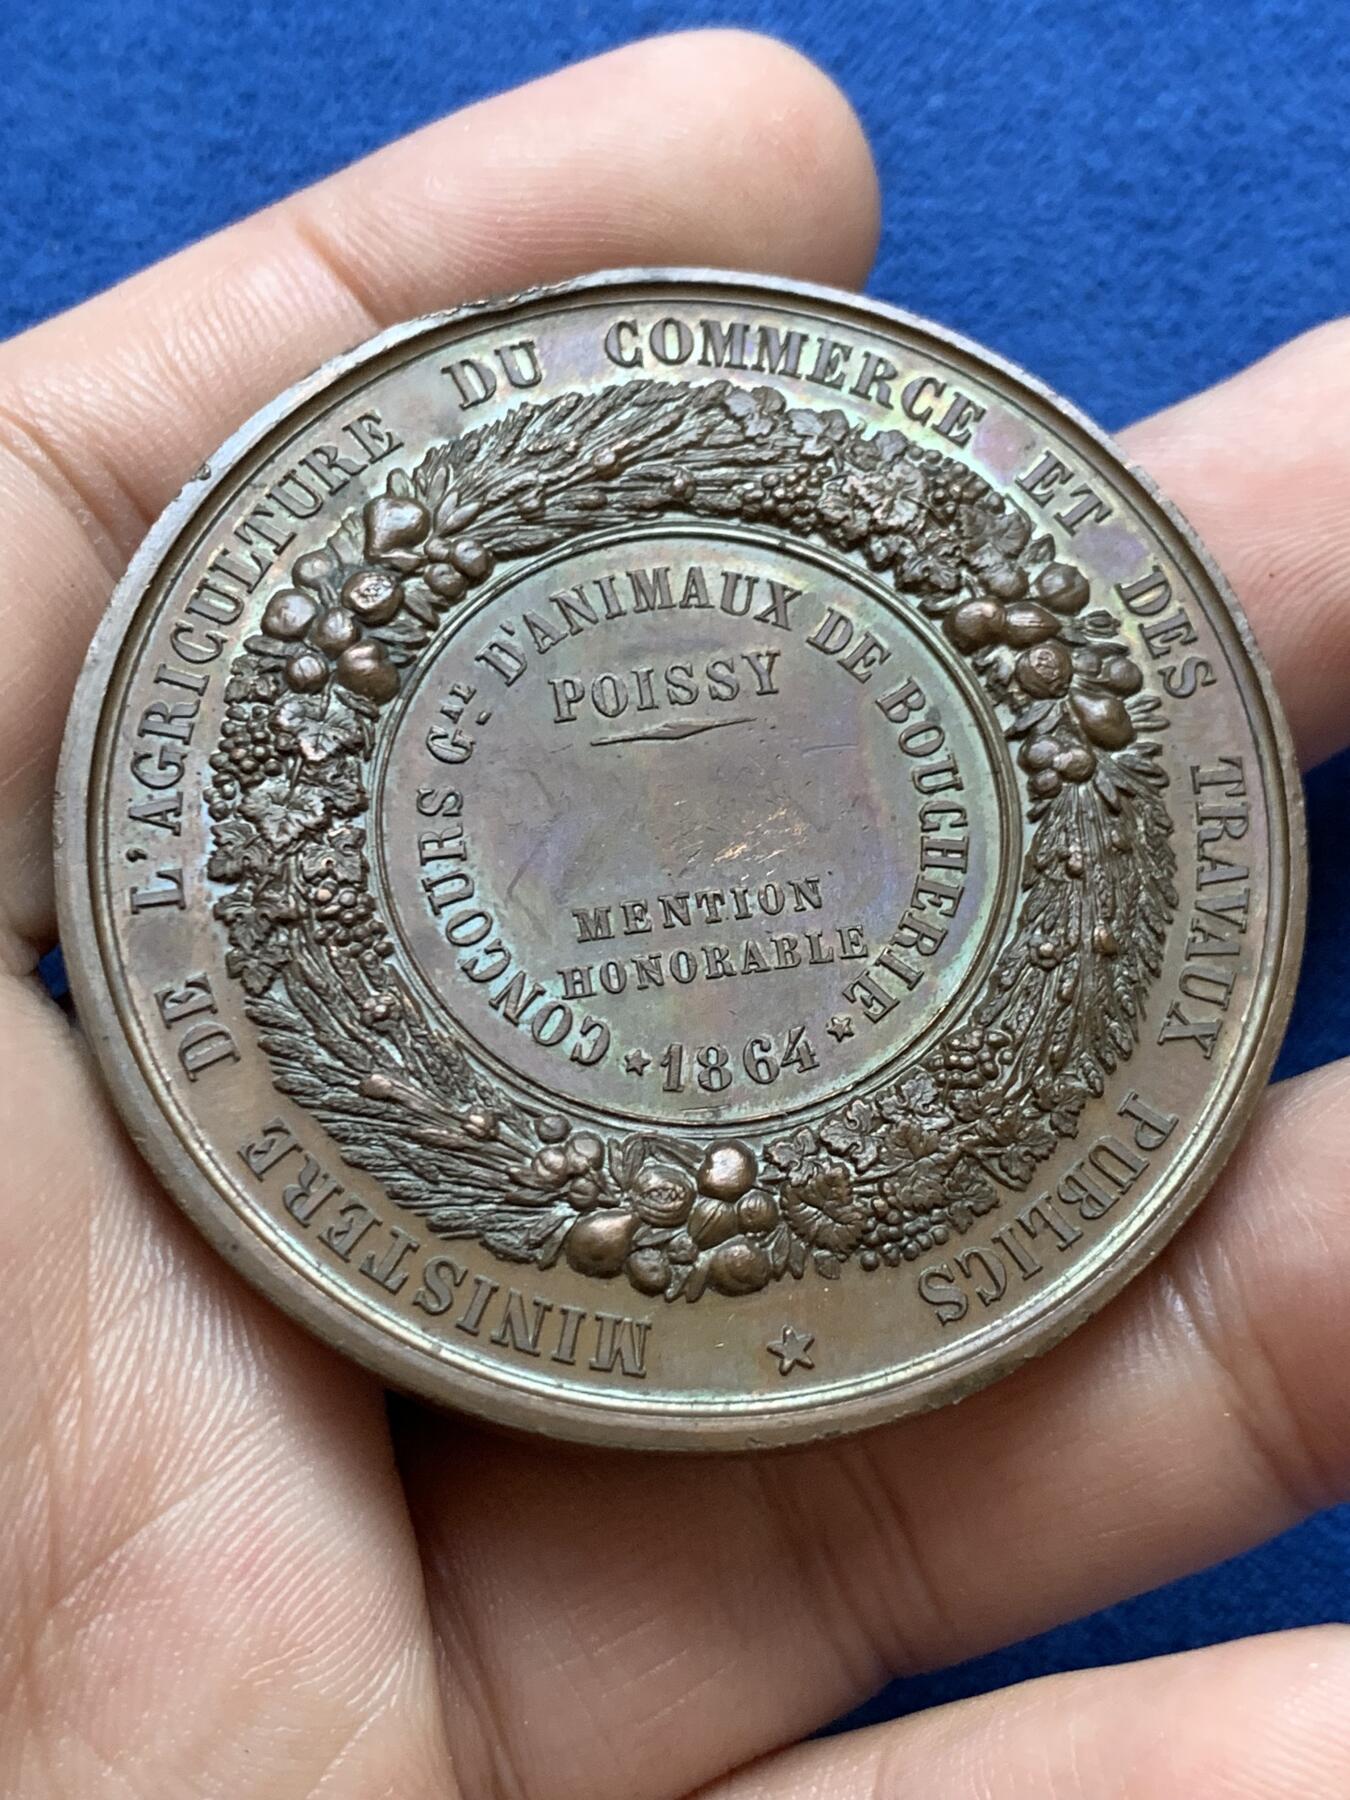 MINISTERE DE L'AGRICULTURE DU COMMERCE ET DES TRAVAUX PUBLICS
CONCOURS GAL D'ANIMAUX DE BOUCHERIE
POISSY
MENTION
HONORABLE
1864